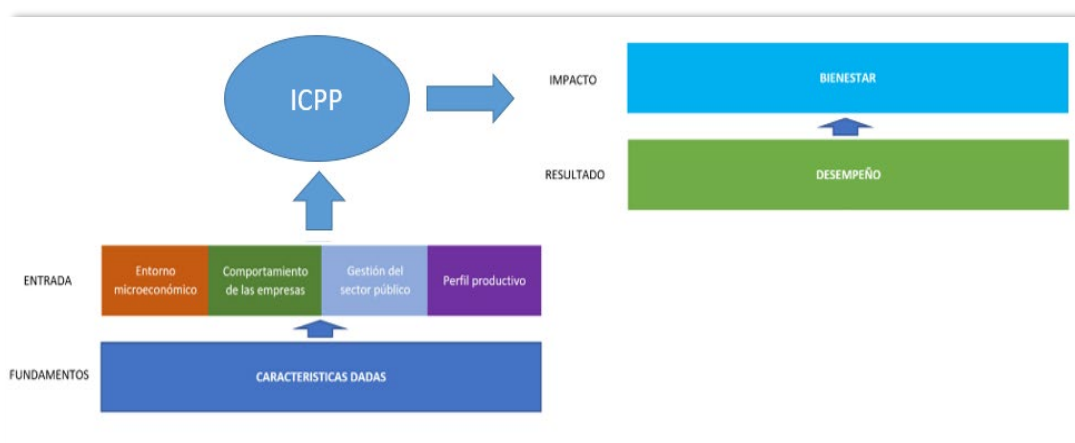 ICPP
IMPACTO
BIENESTAR
RESULTADO
DESEMPEÑO
ENTRADA
Entorno
microeconómico
Comportamiento
de las empresas
Gestión del
sector público
Perfil productivo
FUNDAMENTOS
CARACTERISTICAS DADAS